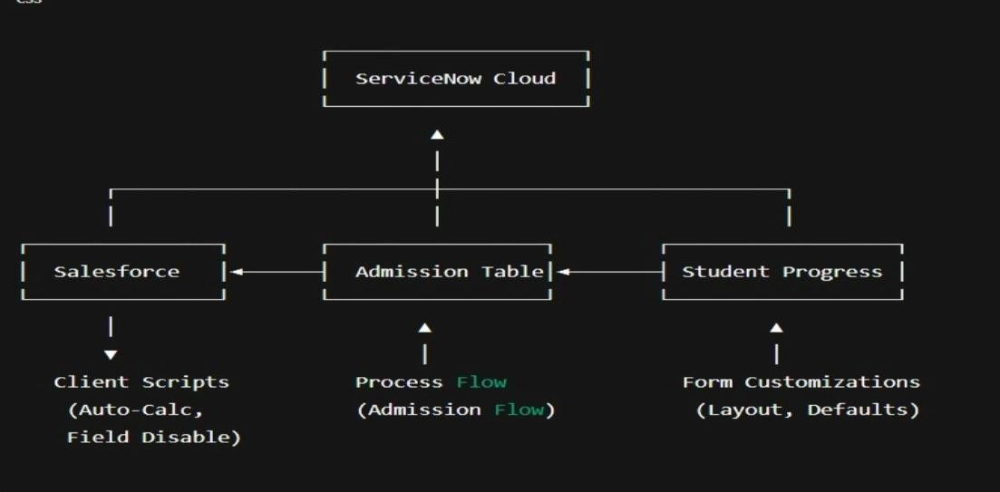 css
ServiceNow Cloud
Salesforce
Admission Table
Student Progress
Client Scripts
(Auto-Calc,
Field Disable)
Process Flow
(Admission Flow)
Form Customizations
(Layout, Defaults)